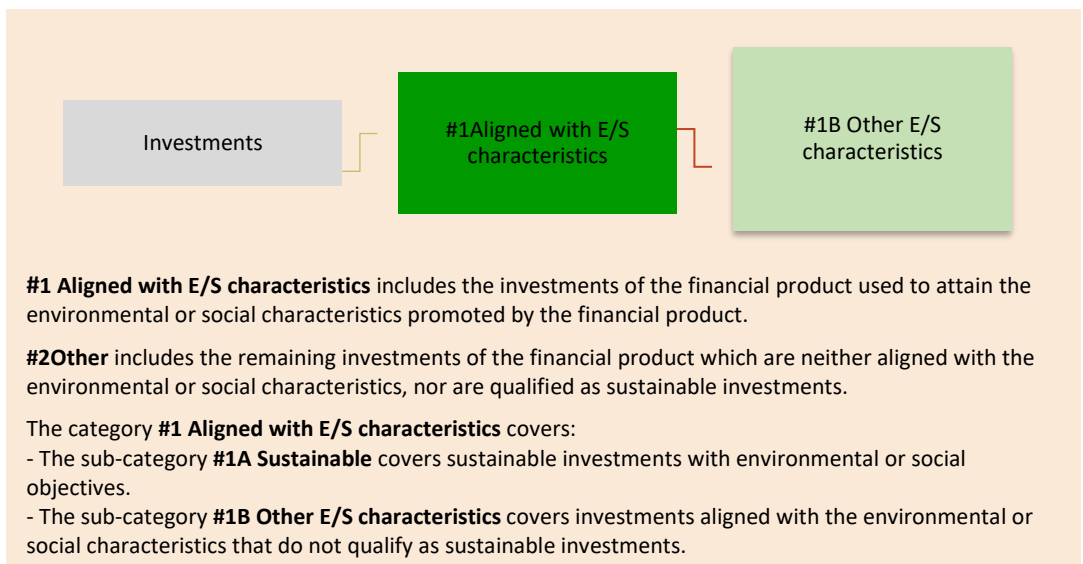 Investments
#1Aligned with E/S
characteristics
#1B Other E/S
characteristics
#1 Aligned with E/S characteristics includes the investments of the financial product used to attain the
environmental or social characteristics promoted by the financial product.
#2Other includes the remaining investments of the financial product which are neither aligned with the
environmental or social characteristics, nor are qualified as sustainable investments.
The category #1 Aligned with E/S characteristics covers:
- The sub-category #1A Sustainable covers sustainable investments with environmental or social
objectives.
- The sub-category #1B Other E/S characteristics covers investments aligned with the environmental or
social characteristics that do not qualify as sustainable investments.